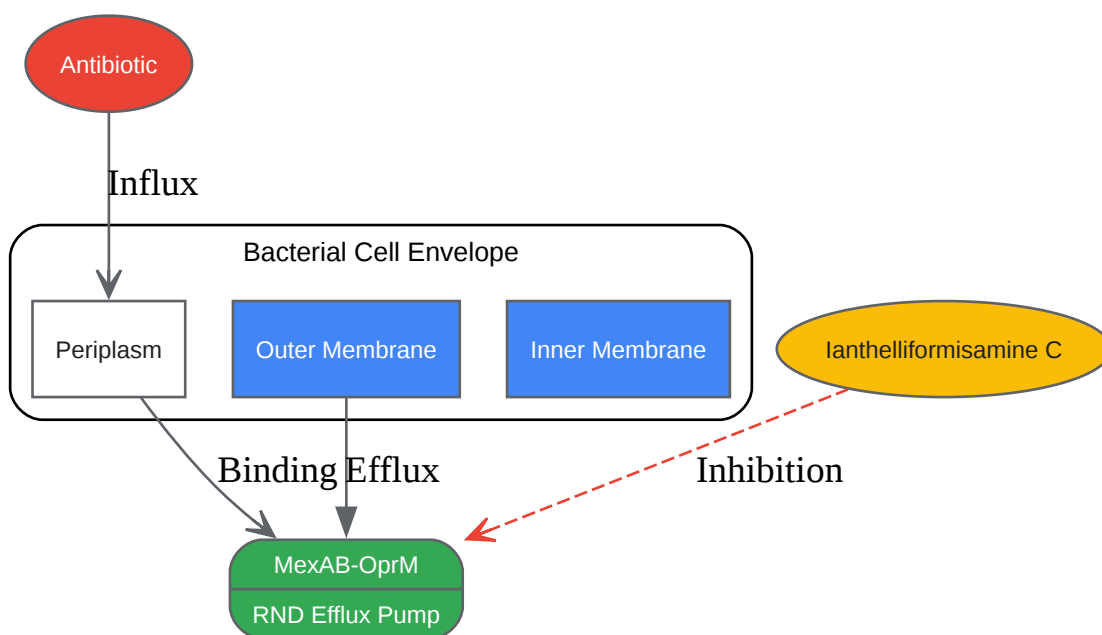 Antibiotic
Influx
Bacterial Cell Envelope
Periplasm
Outer Membrane
Inner Membrane
Ianthelliformisamine C
Binding
Efflux
Inhibition
MexAB-OprM
RND Efflux Pump